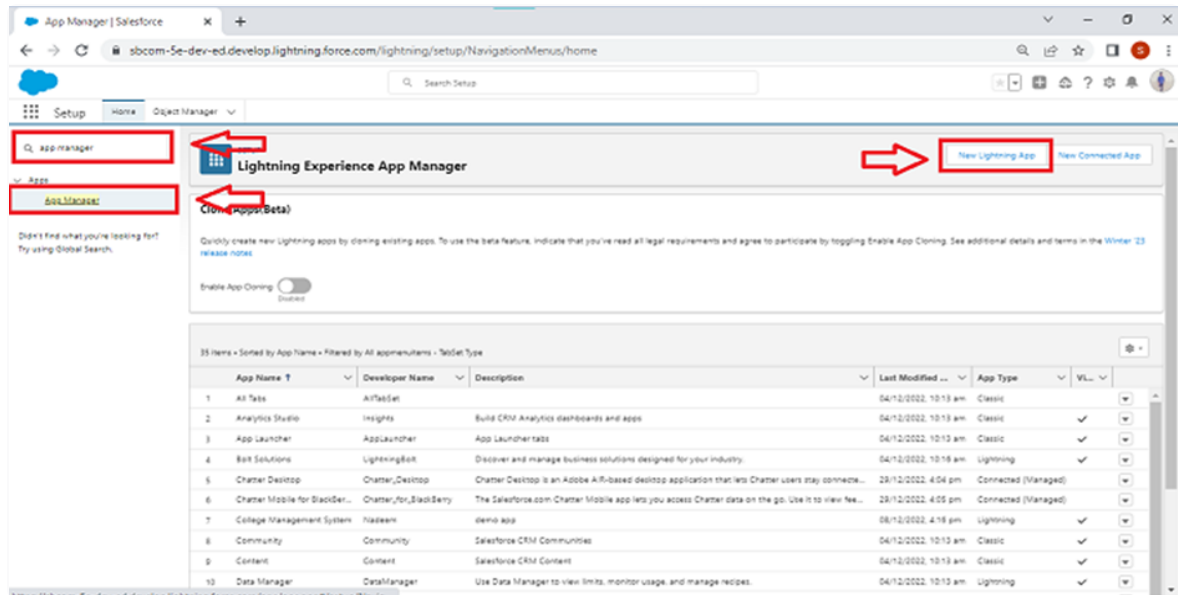 App Manager | Salesforce
sbcom-5e-dev-ed.develop.lightning.force.com/lightning/setup/NavigationMenus/home
S
Search Setup
Setup Home Object Manager
app manager
Apps
App Manager
Didn't find what you're looking for?
Try using Global Search.
Lightning Experience App Manager
New Lightning App New Connected App
Clone Apps(Beta)
Quickly create new Lightning apps by cloning existing apps. To use the beta feature, indicate that you've read all legal requirements and agree to participate by toggling Enable App Cloning. See additional details and terms in the Winter '23
release notes
Enable App Cloning
Disabled
35 items • Sorted by App Name • Filtered by All appmenuitems - TabSet Type
App Name Developer Name Description Last Modified ... App Type Vi...
1 All Tabs AllTabSet 04/12/2022, 10:13 am Classic
2 Analytics Studio Insights Build CRM Analytics dashboards and apps 04/12/2022, 10:13 am Classic
3 App Launcher AppLauncher App Launcher tabs 04/12/2022, 10:13 am Classic
4 Bolt Solutions LightningBolt Discover and manage business solutions designed for your industry. 04/12/2022, 10:16 am Lightning
5 Chatter Desktop Chatter_Desktop Chatter Desktop is an Adobe AIR-based desktop application that lets Chatter users stay connecte... 29/12/2022, 4:04 pm Connected (Managed)
6 Chatter Mobile for BlackBer... Chatter_for_BlackBerry The Salesforce.com Chatter Mobile app lets you access Chatter data on the go. Use it to view fee... 29/12/2022, 4:05 pm Connected (Managed)
7 College Management System Nadeem demo app 08/12/2022, 4:16 pm Lightning
8 Community Community Salesforce CRM Communities 04/12/2022, 10:13 am Classic
9 Content Content Salesforce CRM Content 04/12/2022, 10:13 am Classic
10 Data Manager DataManager Use Data Manager to view limits, monitor usage, and manage recipes. 04/12/2022, 10:13 am Lightning